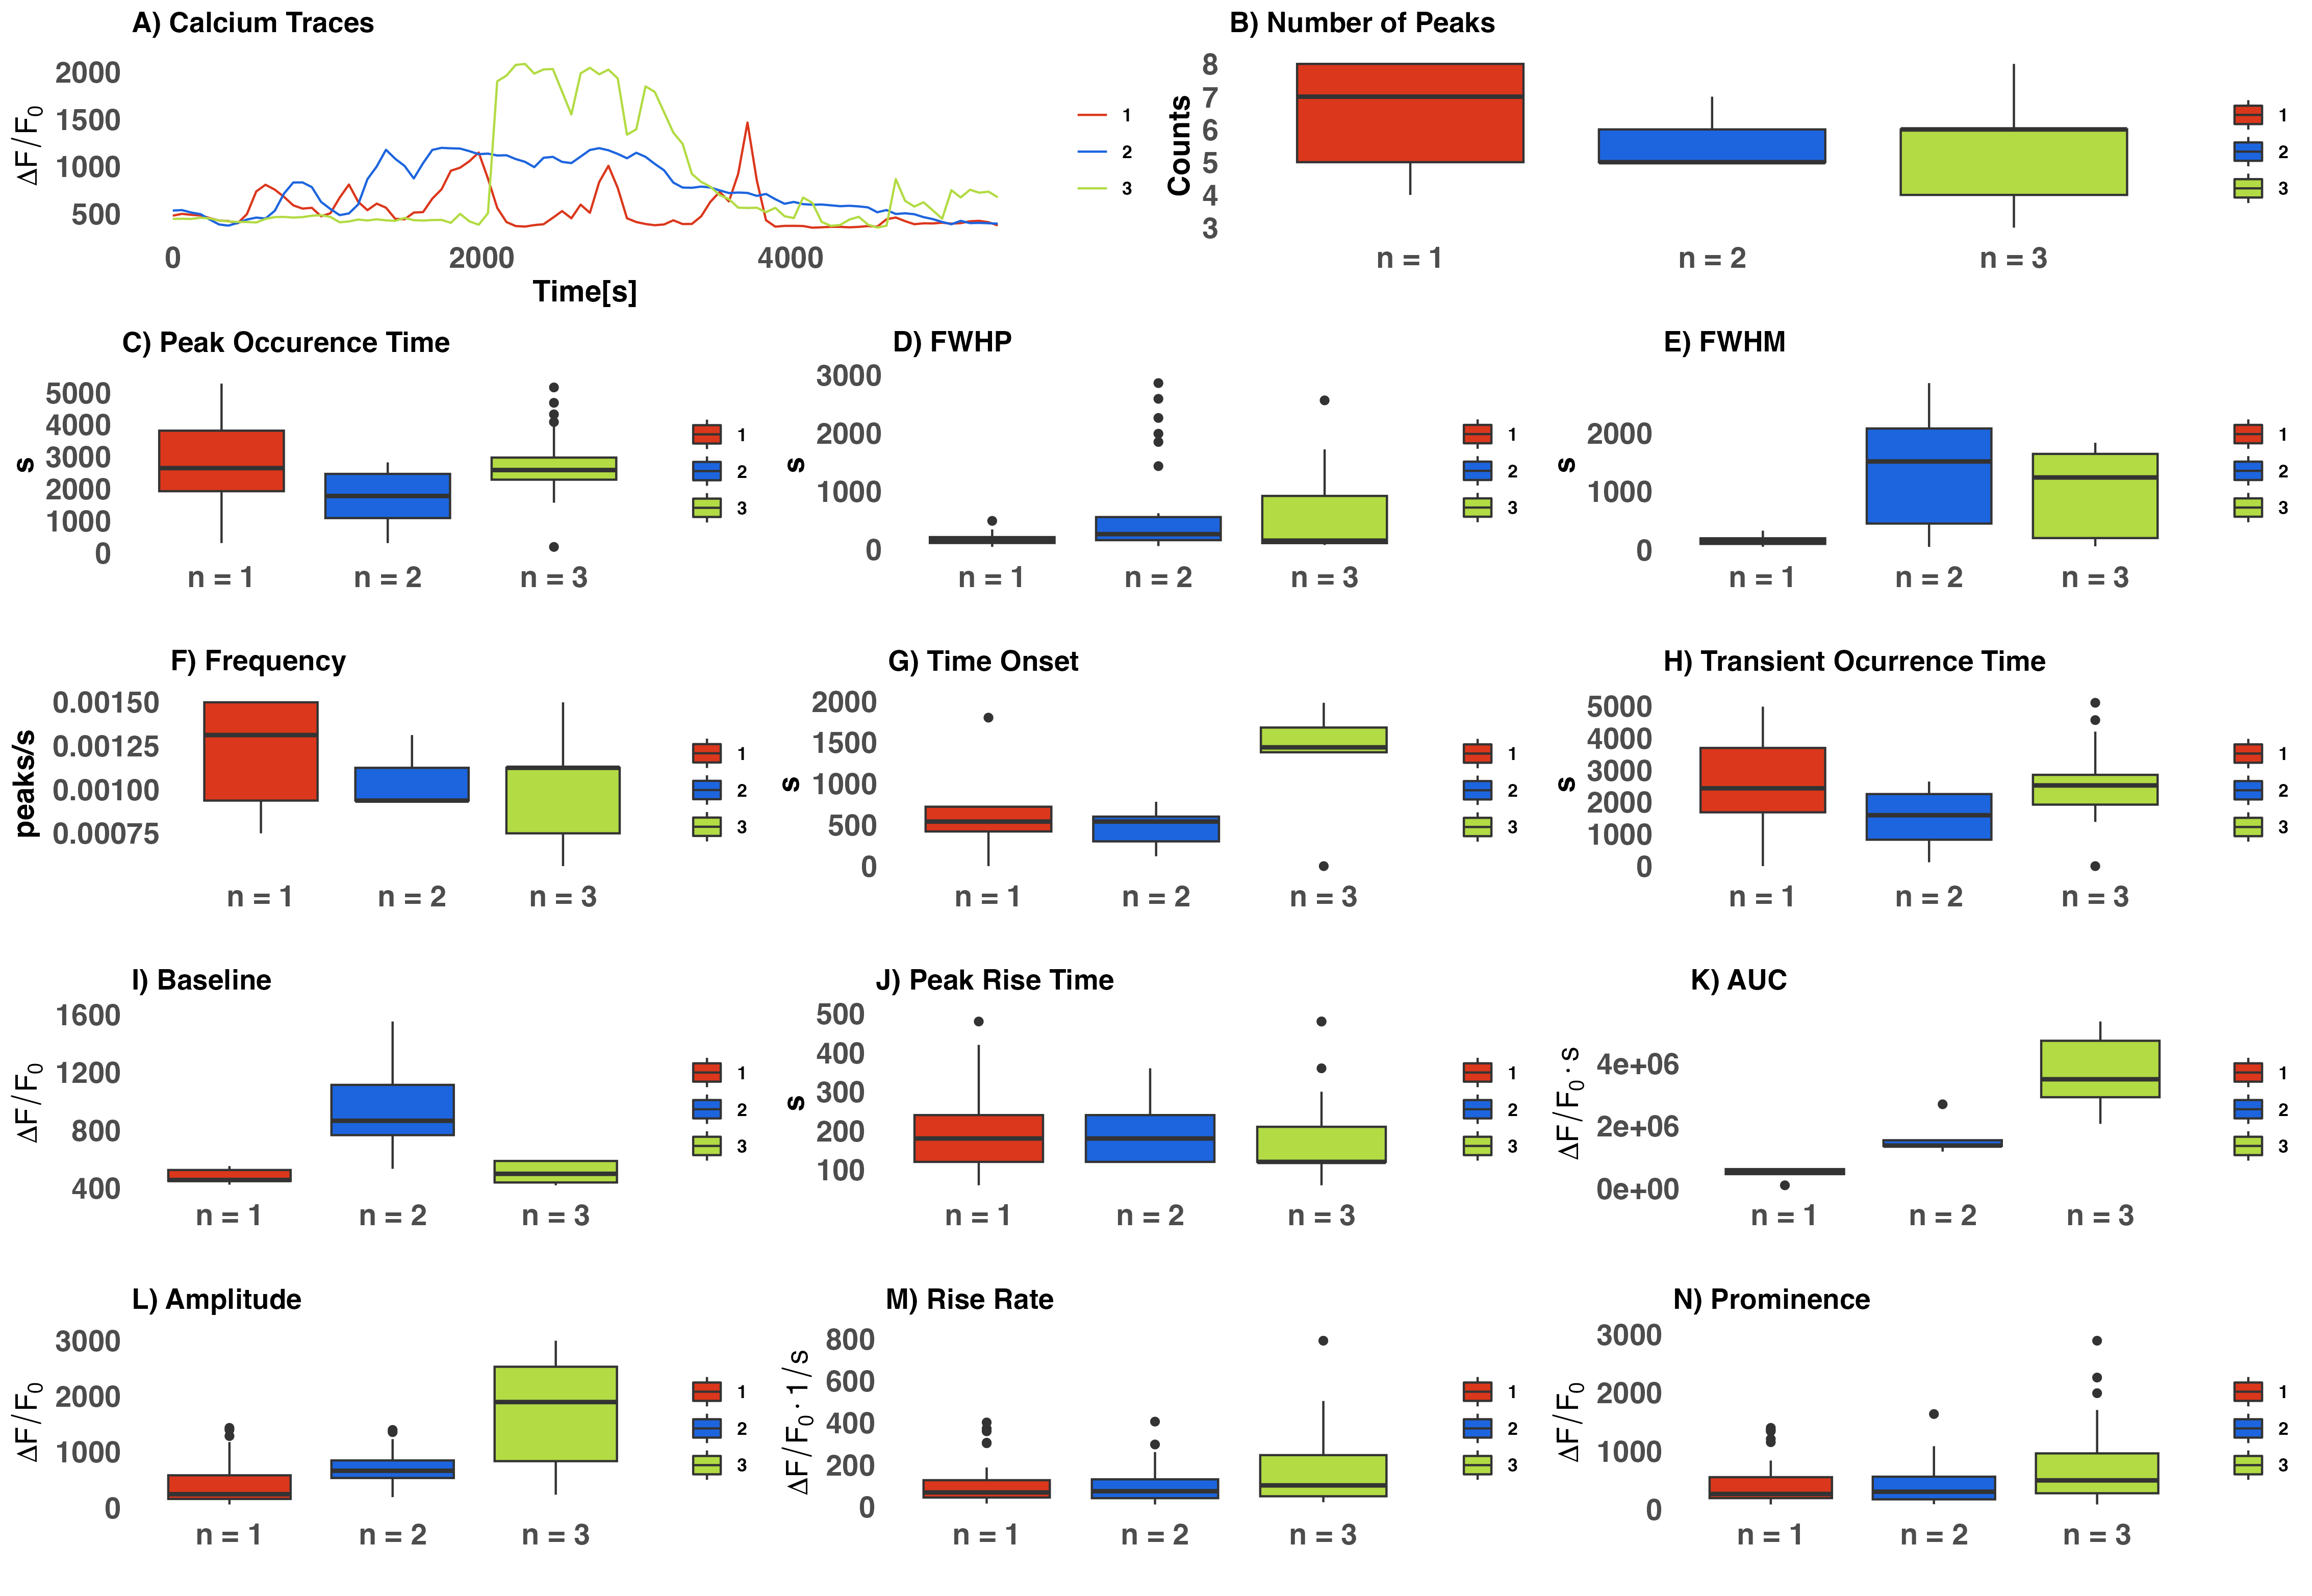 A) Calcium Traces
ΔF/F0
2000
1500
1000
500
0 2000 4000
Time[s]
1
2
3
B) Number of Peaks
Counts
8
7
6
5
4
3
n = 1 n = 2 n = 3
1
2
3
C) Peak Occurence Time
s
5000
4000
3000
2000
1000
0
n = 1 n = 2 n = 3
1
2
3
D) FWHP
s
3000
2000
1000
0
n = 1 n = 2 n = 3
1
2
3
E) FWHM
s
2000
1000
0
n = 1 n = 2 n = 3
1
2
3
F) Frequency
peaks/s
0.00150
0.00125
0.00100
0.00075
n = 1 n = 2 n = 3
1
2
3
G) Time Onset
s
2000
1500
1000
500
0
n = 1 n = 2 n = 3
1
2
3
H) Transient Ocurrence Time
s
5000
4000
3000
2000
1000
0
n = 1 n = 2 n = 3
1
2
3
I) Baseline
ΔF/F0
1600
1200
800
400
n = 1 n = 2 n = 3
1
2
3
J) Peak Rise Time
s
500
400
300
200
100
n = 1 n = 2 n = 3
1
2
3
K) AUC
ΔF/F0·s
4e+06
2e+06
0e+00
n = 1 n = 2 n = 3
1
2
3
L) Amplitude
ΔF/F0
3000
2000
1000
0
n = 1 n = 2 n = 3
1
2
3
M) Rise Rate
ΔF/F0·1/s
800
600
400
200
0
n = 1 n = 2 n = 3
1
2
3
N) Prominence
ΔF/F0
3000
2000
1000
0
n = 1 n = 2 n = 3
1
2
3